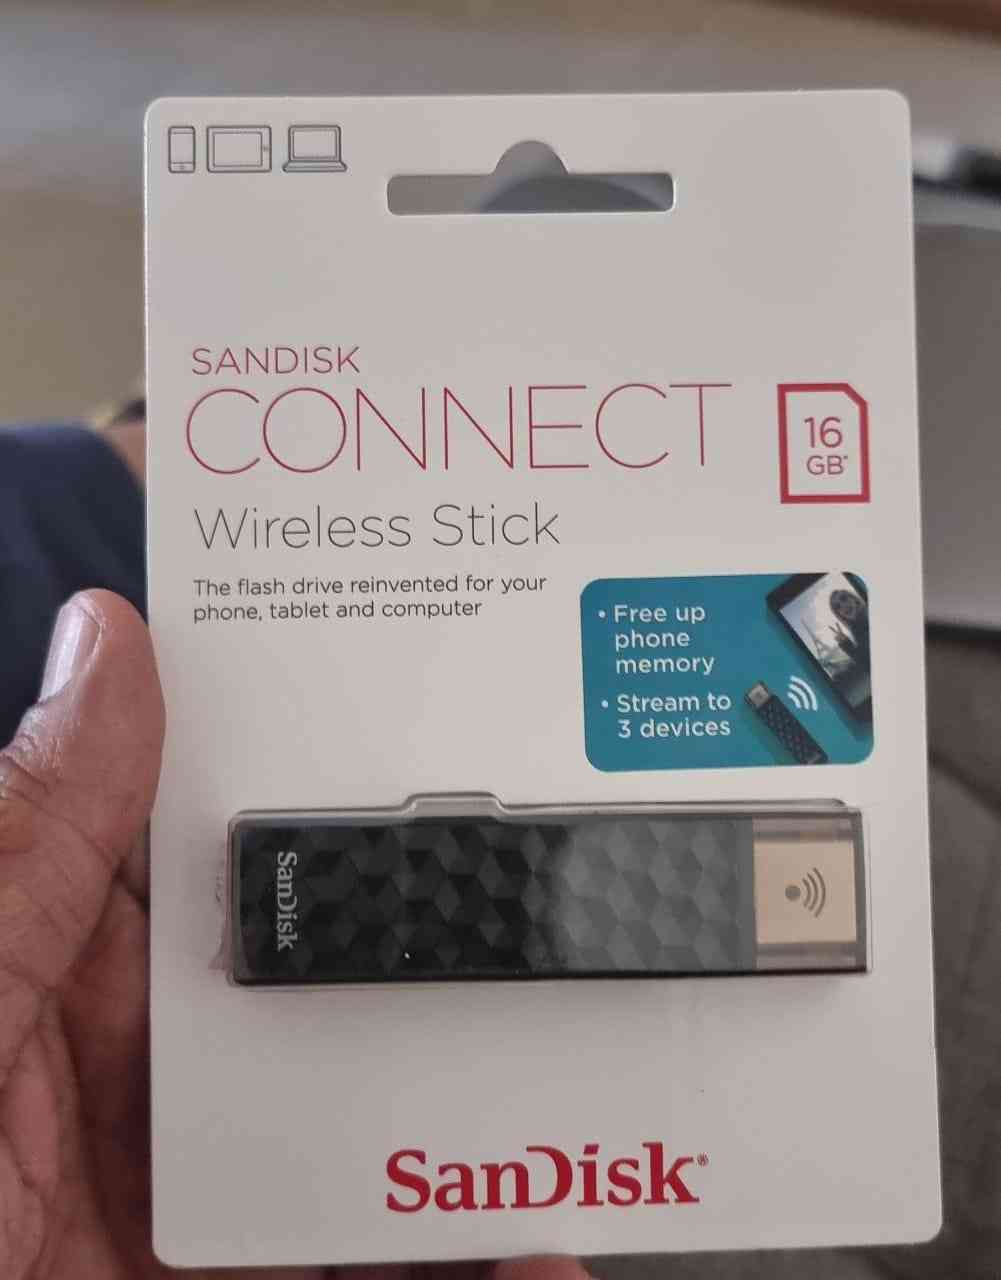 SANDISK
CONNECT
16
GB*
Wireless Stick
The flash drive reinvented for your
phone, tablet and computer
• Free up
phone
memory
• Stream to
3 devices
SanDisk
SanDisk®